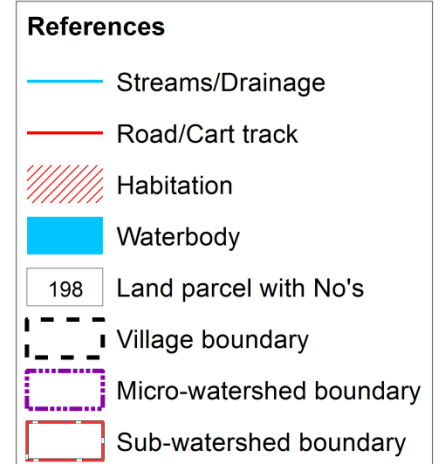 References
Streams/Drainage
Road/Cart track
Habitation
Waterbody
198 Land parcel with No's
Village boundary
Micro-watershed boundary
Sub-watershed boundary